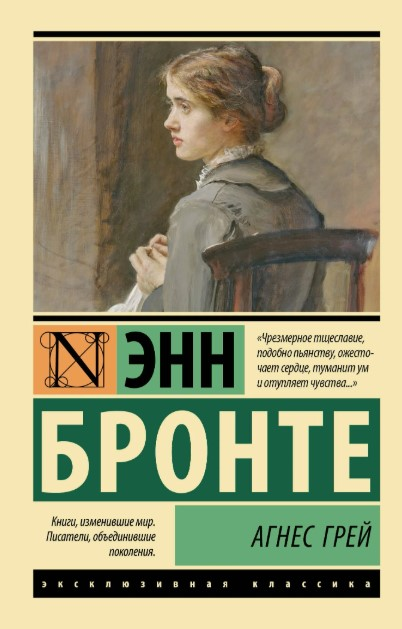 N
ЭНН
БРОНТЕ
«Чрезмерное тщеславие,
подобно пьянству, ожесто-
чает сердце, туманит ум
и отупляет чувства...»
Книги, изменившие мир.
Писатели, объединившие
поколения.
АГНЕС ГРЕЙ
эксклюзивная классика